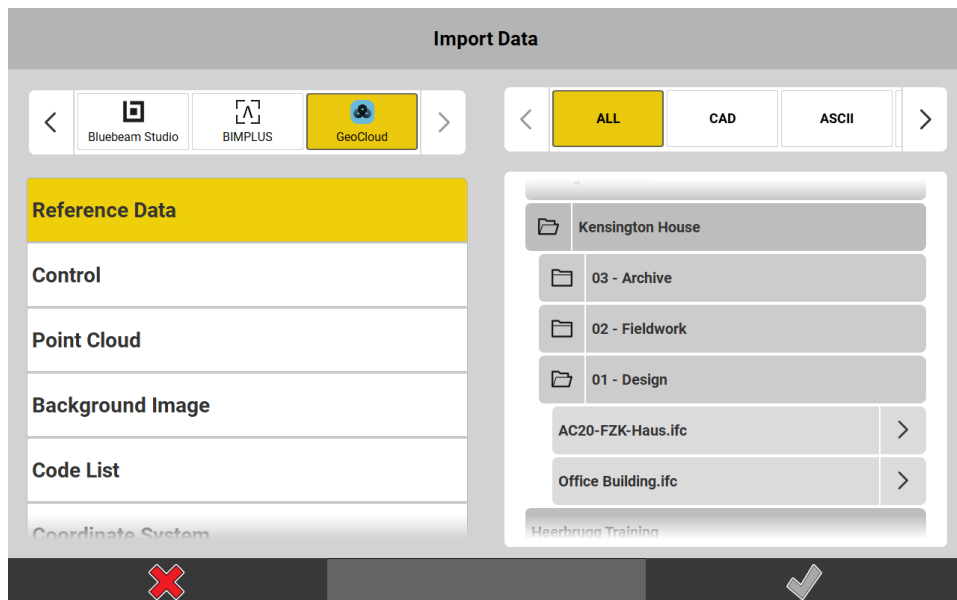 Import Data
Bluebeam Studio
BIMPLUS
GeoCloud
ALL
CAD
ASCII
Reference Data
Control
Point Cloud
Background Image
Code List
Coordinate System
Kensington House
03 - Archive
02 - Fieldwork
01 - Design
AC20-FZK-Haus.ifc
Office Building.ifc
Heerbrugg Training